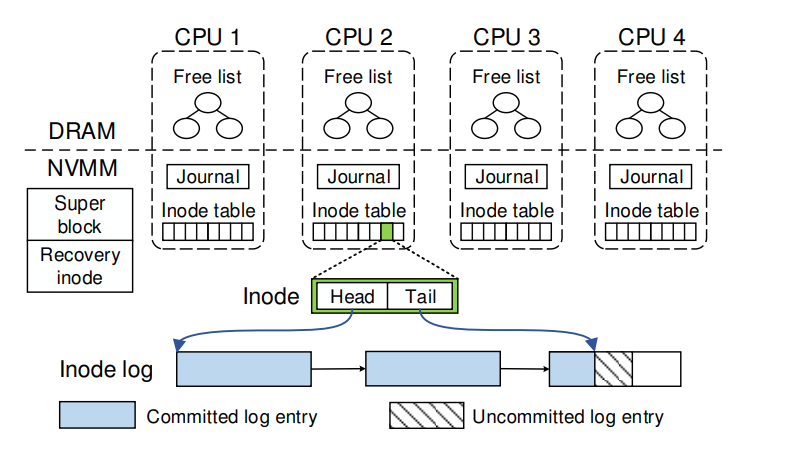 CPU 1 CPU 2 CPU 3 CPU 4
Free list Free list Free list Free list
DRAM
NVMM
Journal Journal Journal Journal
Super
block
Inode table Inode table Inode table Inode table
Recovery
inode
Inode Head Tail
Inode log
Committed log entry Uncommitted log entry